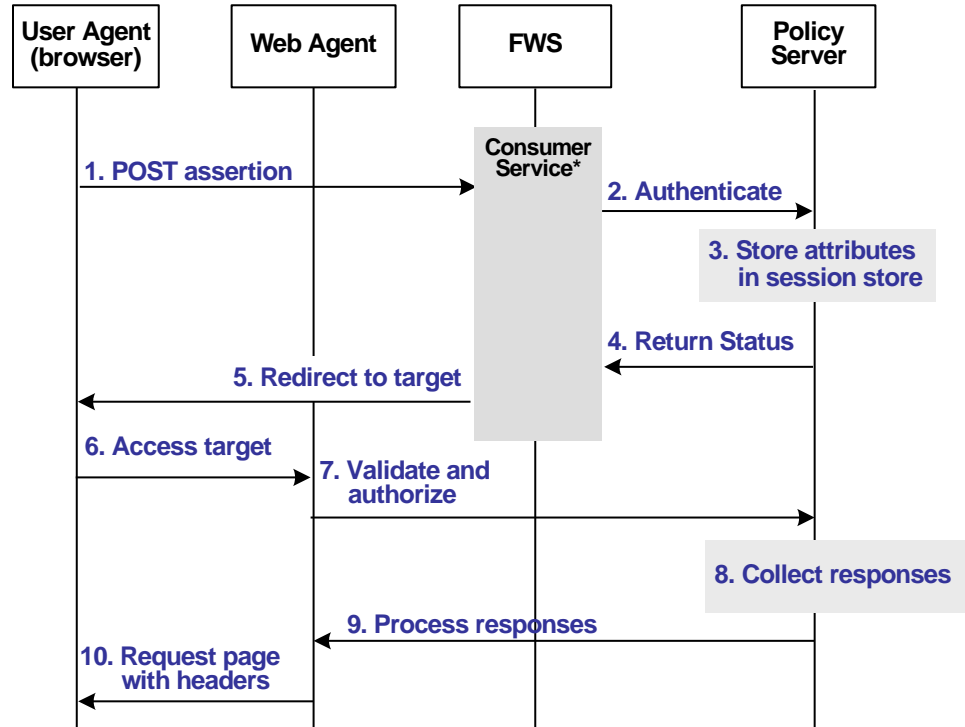 User Agent
(browser)
Web Agent
FWS
Policy
Server
Consumer
Service*
1. POST assertion
2. Authenticate
3. Store attributes
in session store
4. Return Status
5. Redirect to target
6. Access target
7. Validate and
authorize
8. Collect responses
9. Process responses
10. Request page
with headers